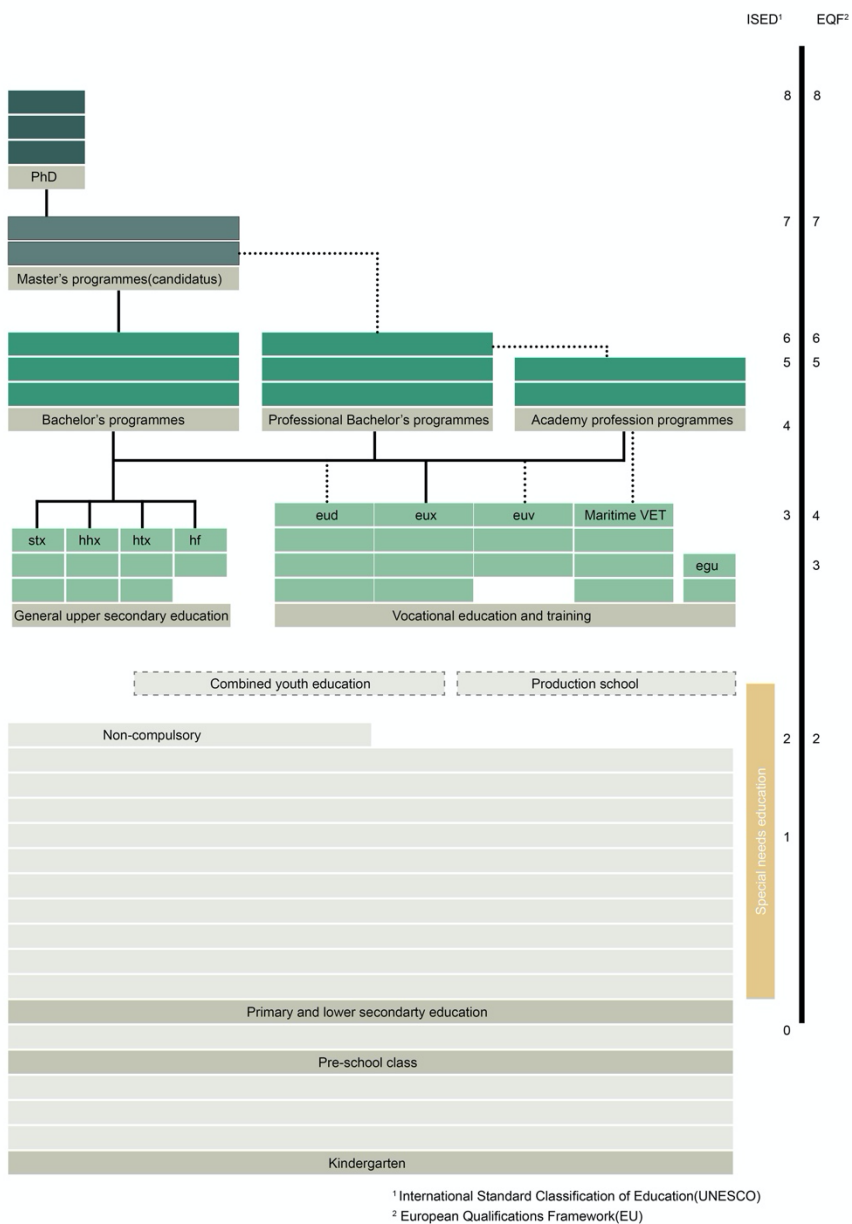 ISED¹ EQF²
8 8
PhD
7 7
Master's programmes(candidatus)
6 6
5 5
Bachelor's programmes Professional Bachelor's programmes Academy profession programmes
4
eud eux euv Maritime VET 3 4
stx hhx htx hf
egu 3
General upper secondary education Vocational education and training
Combined youth education Production school
Non-compulsory 2 2
Special needs education
1
Primary and lower secondarty education
0
Pre-school class
Kindergarten
¹ International Standard Classification of Education(UNESCO)
² European Qualifications Framework(EU)